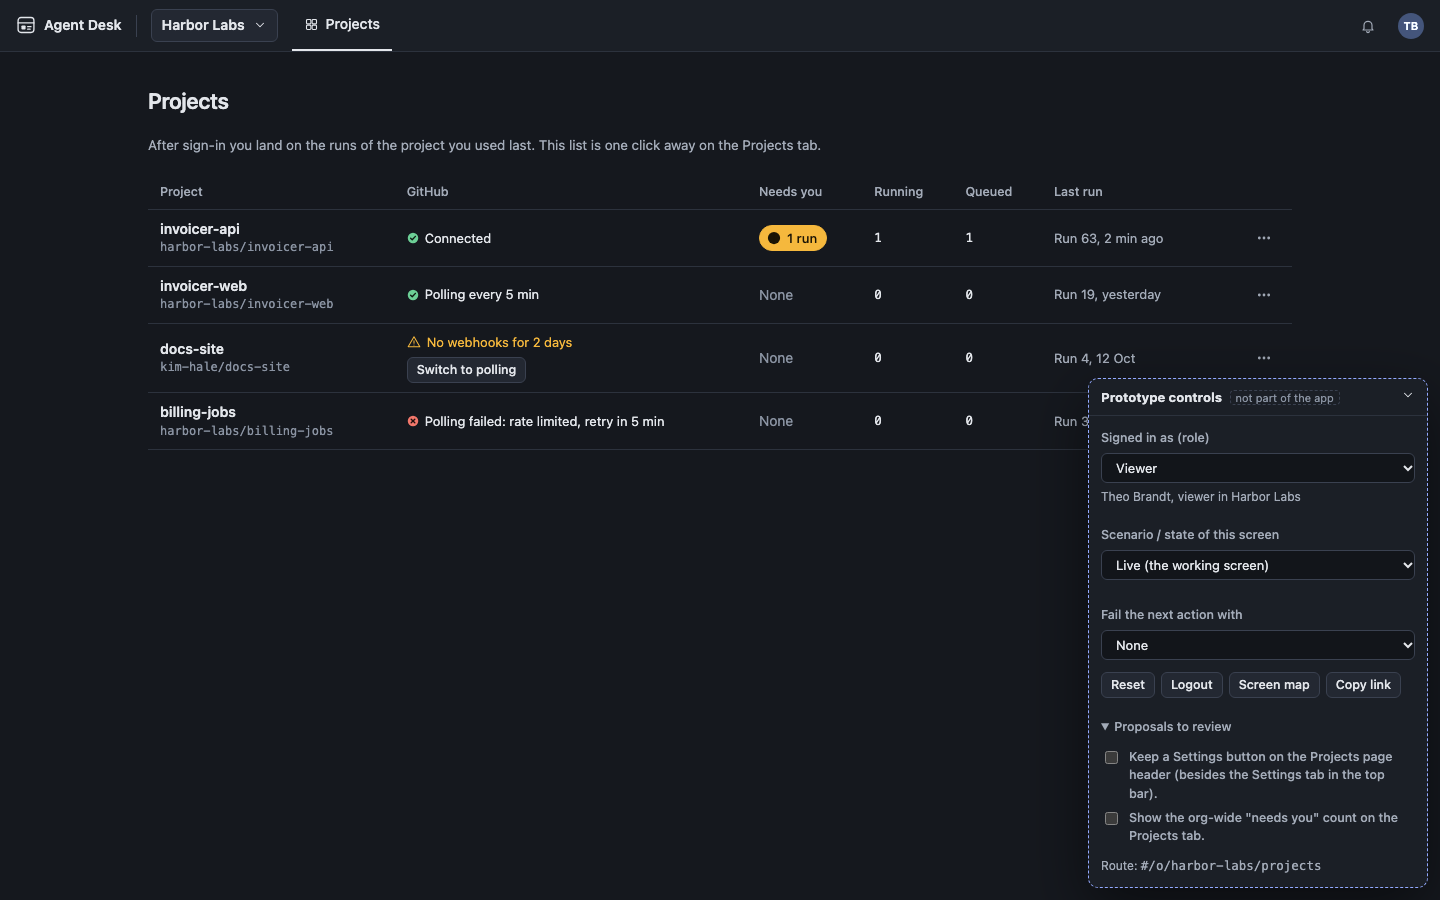 Agent Desk
Harbor Labs
Projects
TB
Projects
After sign-in you land on the runs of the project you used last. This list is one click away on the Projects tab.
Project GitHub Needs you Running Queued Last run
invoicer-api
harbor-labs/invoicer-api
Connected
1 run
1
1
Run 63, 2 min ago
invoicer-web
harbor-labs/invoicer-web
Polling every 5 min
None
0
0
Run 19, yesterday
docs-site
kim-hale/docs-site
No webhooks for 2 days
Switch to polling
None
0
0
Run 4, 12 Oct
billing-jobs
harbor-labs/billing-jobs
Polling failed: rate limited, retry in 5 min
None
0
0
Run 3
Prototype controls not part of the app
Signed in as (role)
Viewer
Theo Brandt, viewer in Harbor Labs
Scenario / state of this screen
Live (the working screen)
Fail the next action with
None
Reset Logout Screen map Copy link
Proposals to review
Keep a Settings button on the Projects page
header (besides the Settings tab in the top
bar).
Show the org-wide "needs you" count on the
Projects tab.
Route: #/o/harbor-labs/projects